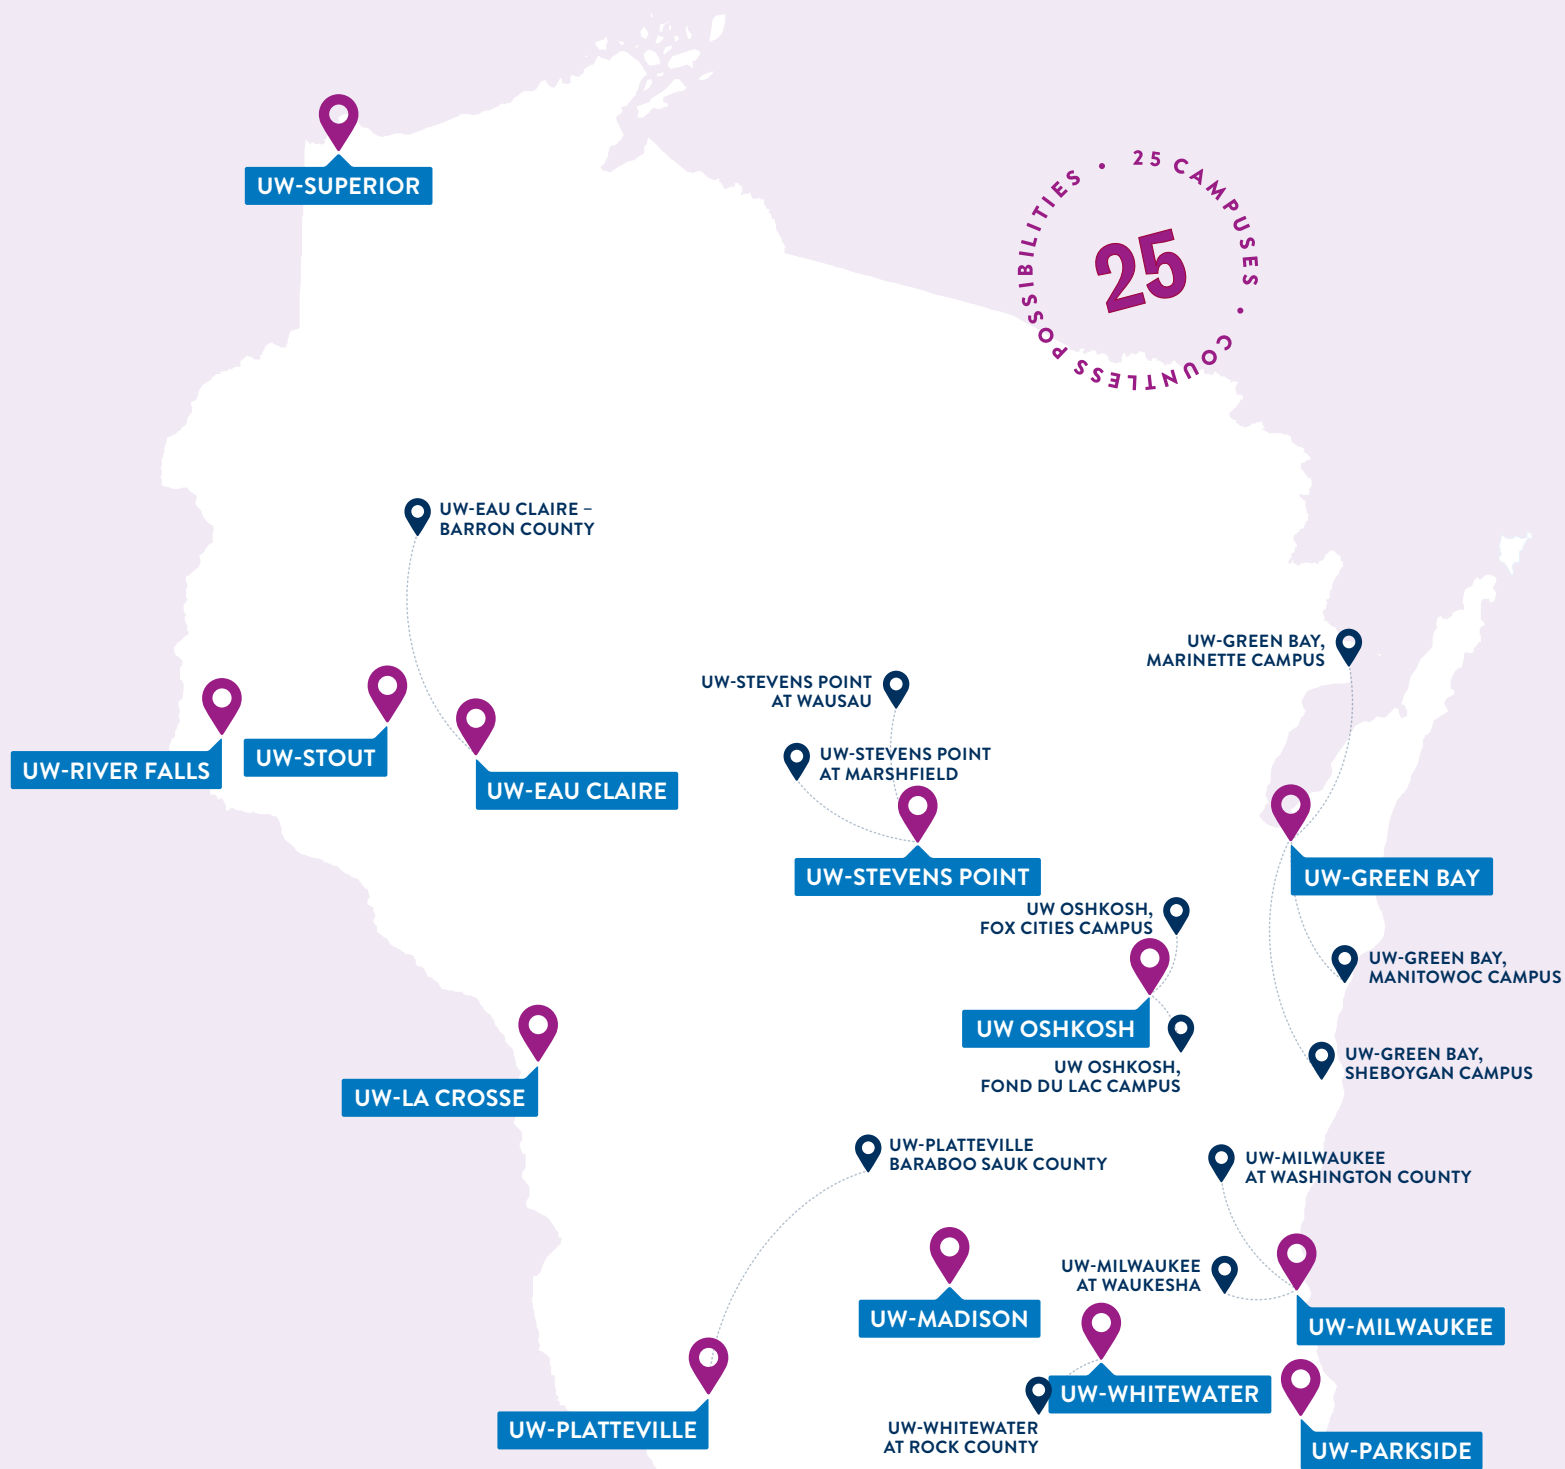 UW-SUPERIOR
25 CAMPUSES • COUNTLESS POSSIBILITIES •
25
UW-EAU CLAIRE –
BARRON COUNTY
UW-GREEN BAY,
MARINETTE CAMPUS
UW-STEVENS POINT
AT WAUSAU
UW-STEVENS POINT
AT MARSHFIELD
UW-RIVER FALLS
UW-STOUT
UW-EAU CLAIRE
UW-STEVENS POINT
UW-GREEN BAY
UW OSHKOSH,
FOX CITIES CAMPUS
UW-GREEN BAY,
MANITOWOC CAMPUS
UW OSHKOSH
UW-GREEN BAY,
SHEBOYGAN CAMPUS
UW OSHKOSH,
FOND DU LAC CAMPUS
UW-LA CROSSE
UW-PLATTEVILLE
BARABOO SAUK COUNTY
UW-MILWAUKEE
AT WASHINGTON COUNTY
UW-MILWAUKEE
AT WAUKESHA
UW-MADISON
UW-MILWAUKEE
UW-WHITEWATER
UW-PLATTEVILLE
UW-WHITEWATER
AT ROCK COUNTY
UW-PARKSIDE